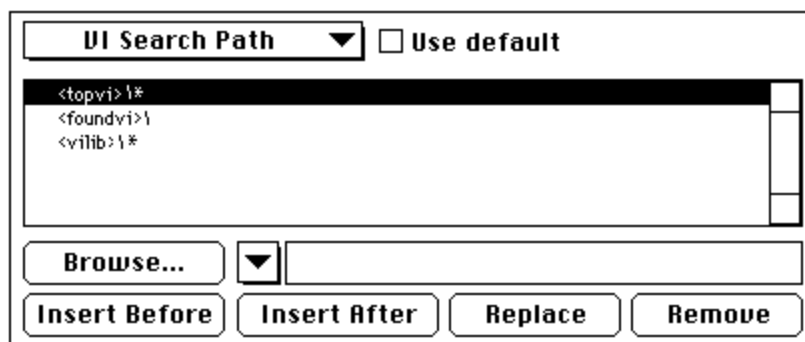 VI Search Path Use default
<topvi>\*
<foundvi>\
<vilib>\*
Browse...
Insert Before Insert After Replace Remove